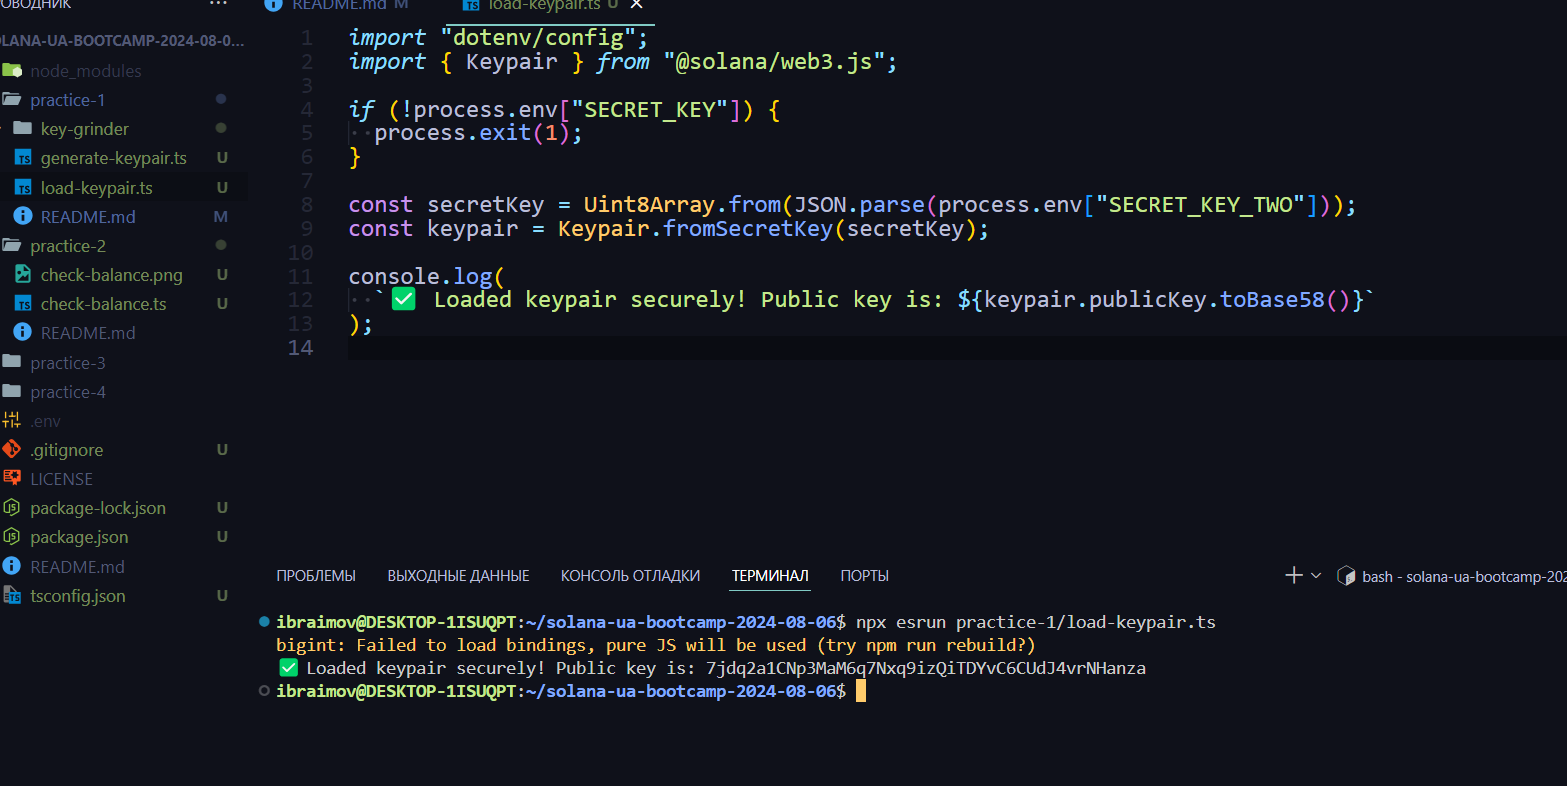 ОВОДНИК ...
OLANA-UA-BOOTCAMP-2024-08-0...
node_modules
practice-1
key-grinder
generate-keypair.ts U
load-keypair.ts U
README.md M
practice-2
check-balance.png U
check-balance.ts U
README.md
practice-3
practice-4
.env
.gitignore U
LICENSE
package-lock.json U
package.json U
README.md
tsconfig.json U
README.md M load-keypair.ts U
1 import "dotenv/config";
2 import { Keypair } from "@solana/web3.js";
3
4 if (!process.env["SECRET_KEY"]) {
5 process.exit(1);
6 }
7
8 const secretKey = Uint8Array.from(JSON.parse(process.env["SECRET_KEY_TWO"]));
9 const keypair = Keypair.fromSecretKey(secretKey);
10
11 console.log(
12 `✅ Loaded keypair securely! Public key is: ${keypair.publicKey.toBase58()}`
13 );
14
ПРОБЛЕМЫ ВЫХОДНЫЕ ДАННЫЕ КОНСОЛЬ ОТЛАДКИ ТЕРМИНАЛ ПОРТЫ
bash - solana-ua-bootcamp-202
ibraimov@DESKTOP-1ISUQPT:~/solana-ua-bootcamp-2024-08-06$ npx esrun practice-1/load-keypair.ts
bigint: Failed to load bindings, pure JS will be used (try npm run rebuild?)
✅ Loaded keypair securely! Public key is: 7jdq2a1CNp3MaM6q7Nxq9izQiTDYvC6CUdJ4vrNHanza
ibraimov@DESKTOP-1ISUQPT:~/solana-ua-bootcamp-2024-08-06$